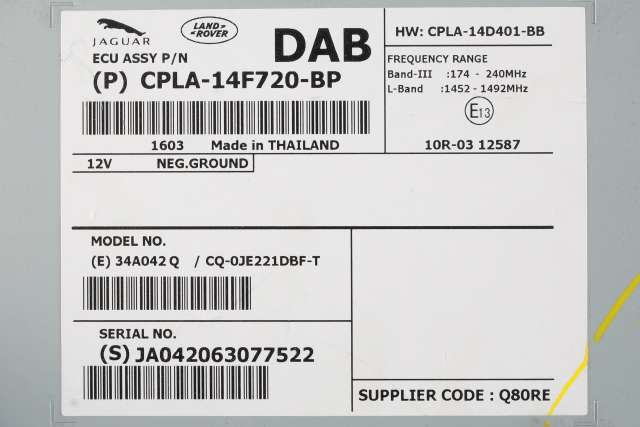 JAGUAR
LAND ROVER
DAB
ECU ASSY P/N
(P) CPLA-14F720-BP
1603 Made in THAILAND
HW: CPLA-14D401-BB
FREQUENCY RANGE
Band-III : 174 - 240MHz
L-Band : 1452 - 1492MHz
E13
10R-03 12587
12V NEG.GROUND
MODEL NO.
(E) 34A042 Q / CQ-0JE221DBF-T
SERIAL NO.
(S) JA042063077522
SUPPLIER CODE : Q80RE